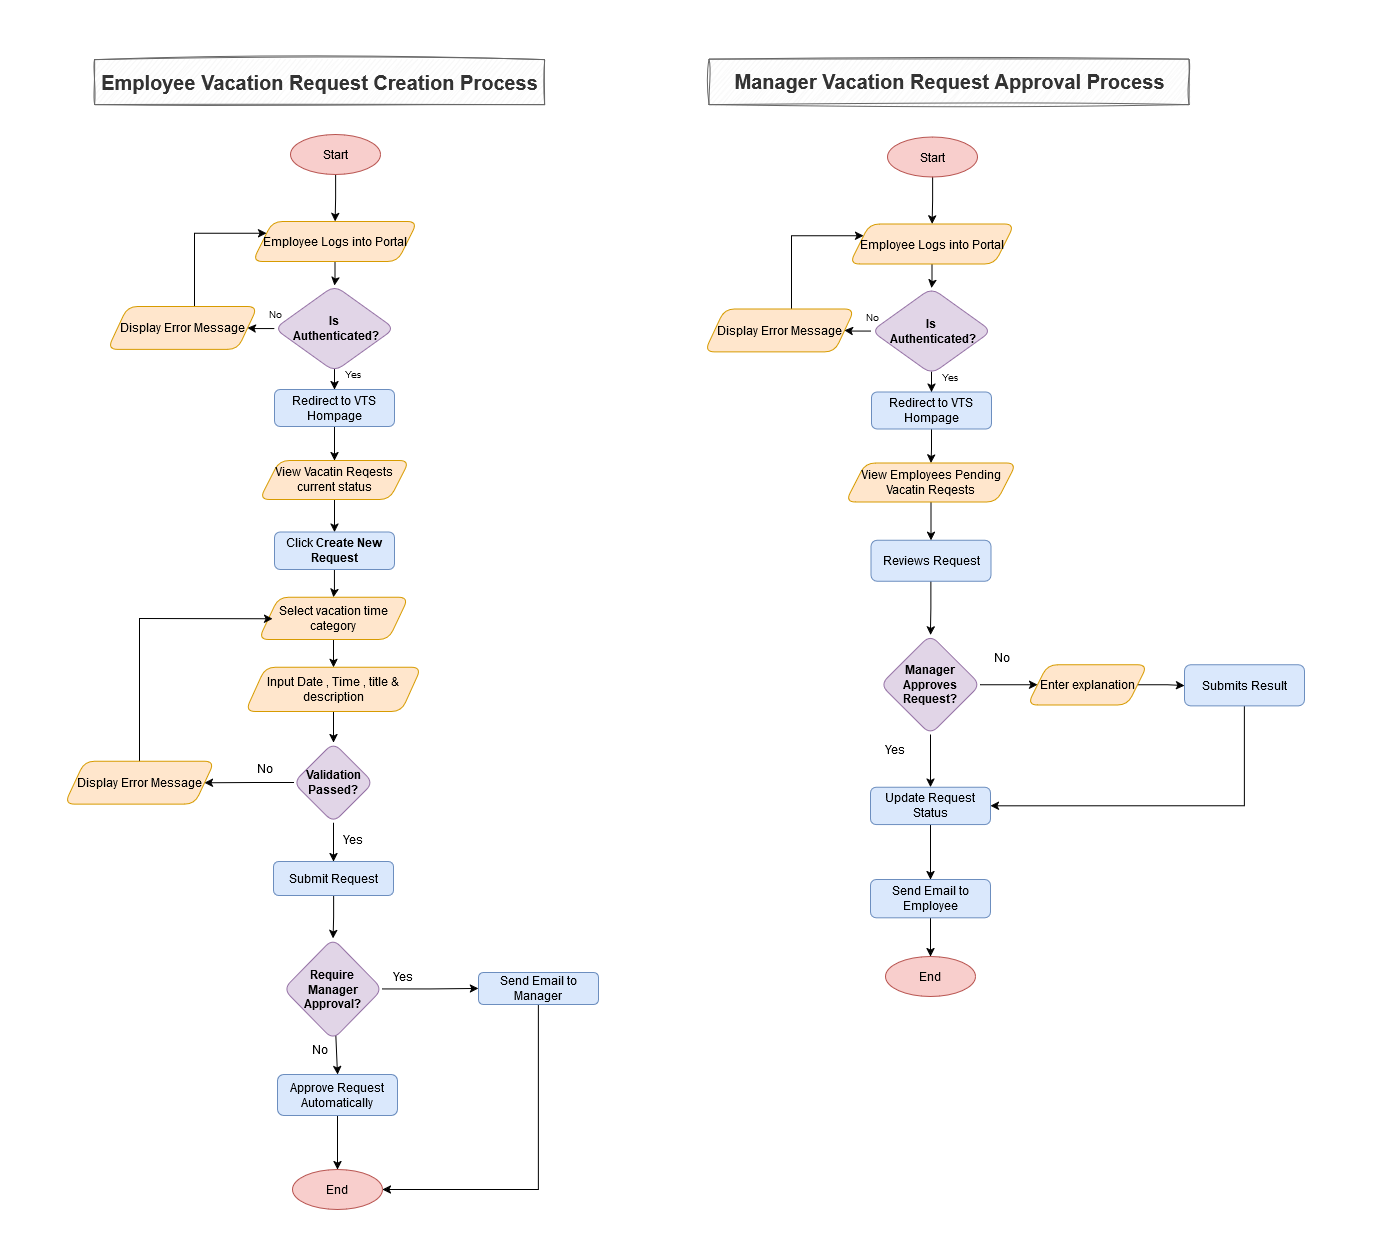 Employee Vacation Request Creation Process
Start
Employee Logs into Portal
Is
Authenticated?
No
Display Error Message
Yes
Redirect to VTS
Hompage
View Vacatin Reqests
current status
Click Create New
Request
Select vacation time
category
Input Date , Time , title &
description
Validation
Passed?
No
Display Error Message
Yes
Submit Request
Require
Manager
Approval?
Yes
Send Email to
Manager
No
Approve Request
Automatically
End
Manager Vacation Request Approval Process
Start
Employee Logs into Portal
Is
Authenticated?
No
Display Error Message
Yes
Redirect to VTS
Hompage
View Employees Pending
Vacatin Reqests
Reviews Request
Manager
Approves
Request?
No
Enter explanation
Submits Result
Yes
Update Request
Status
Send Email to
Employee
End